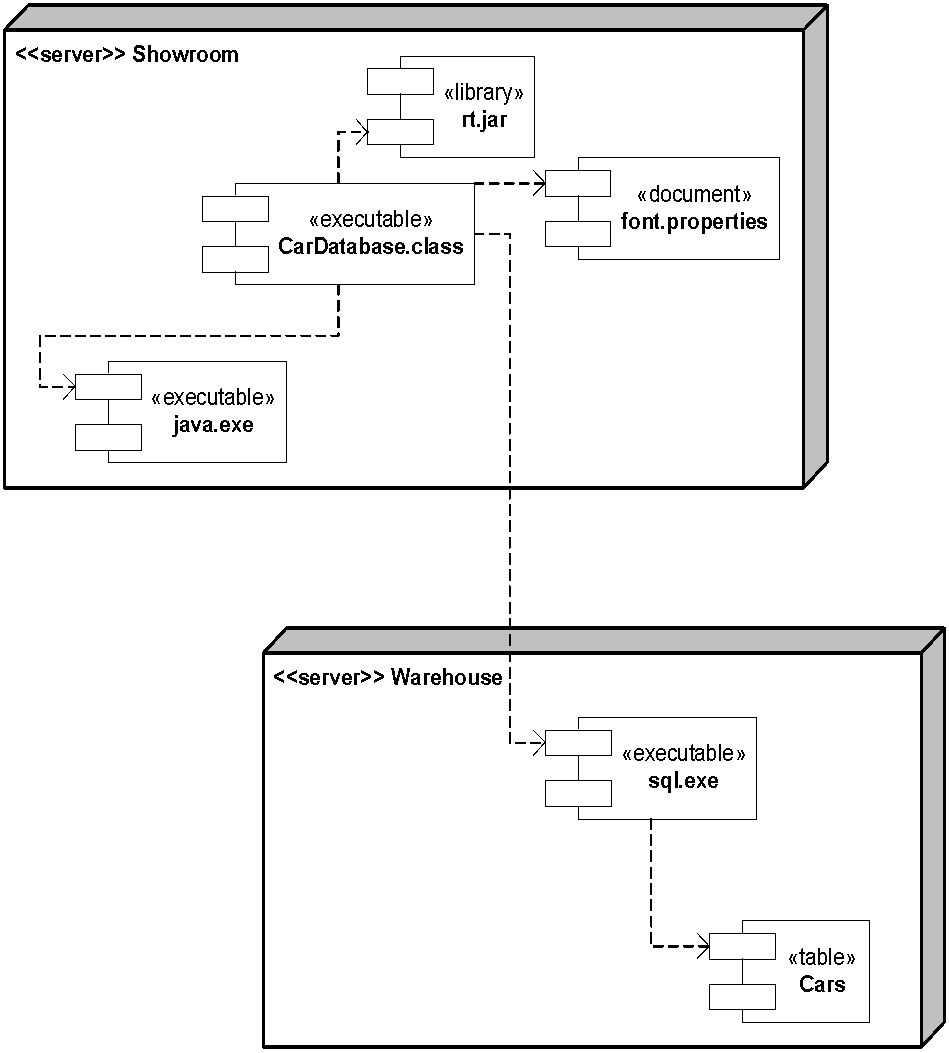 <<server>> Showroom
«library»
rt.jar
«document»
font.properties
«executable»
CarDatabase.class
«executable»
java.exe
<<server>> Warehouse
«executable»
sql.exe
«table»
Cars